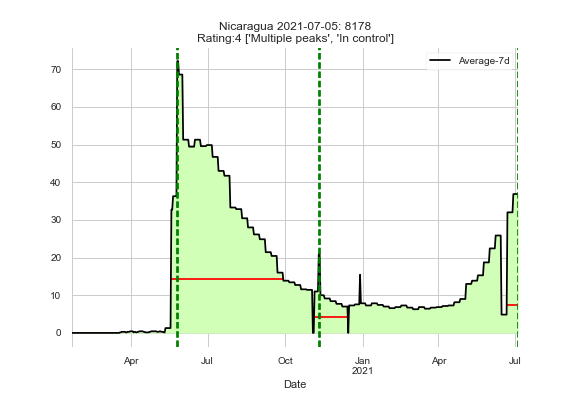 Nicaragua 2021-07-05: 8178
Rating:4 ['Multiple peaks', 'In control']
Average-7d
70
60
50
40
30
20
10
0
Apr Jul Oct Jan Apr Jul
2021
Date